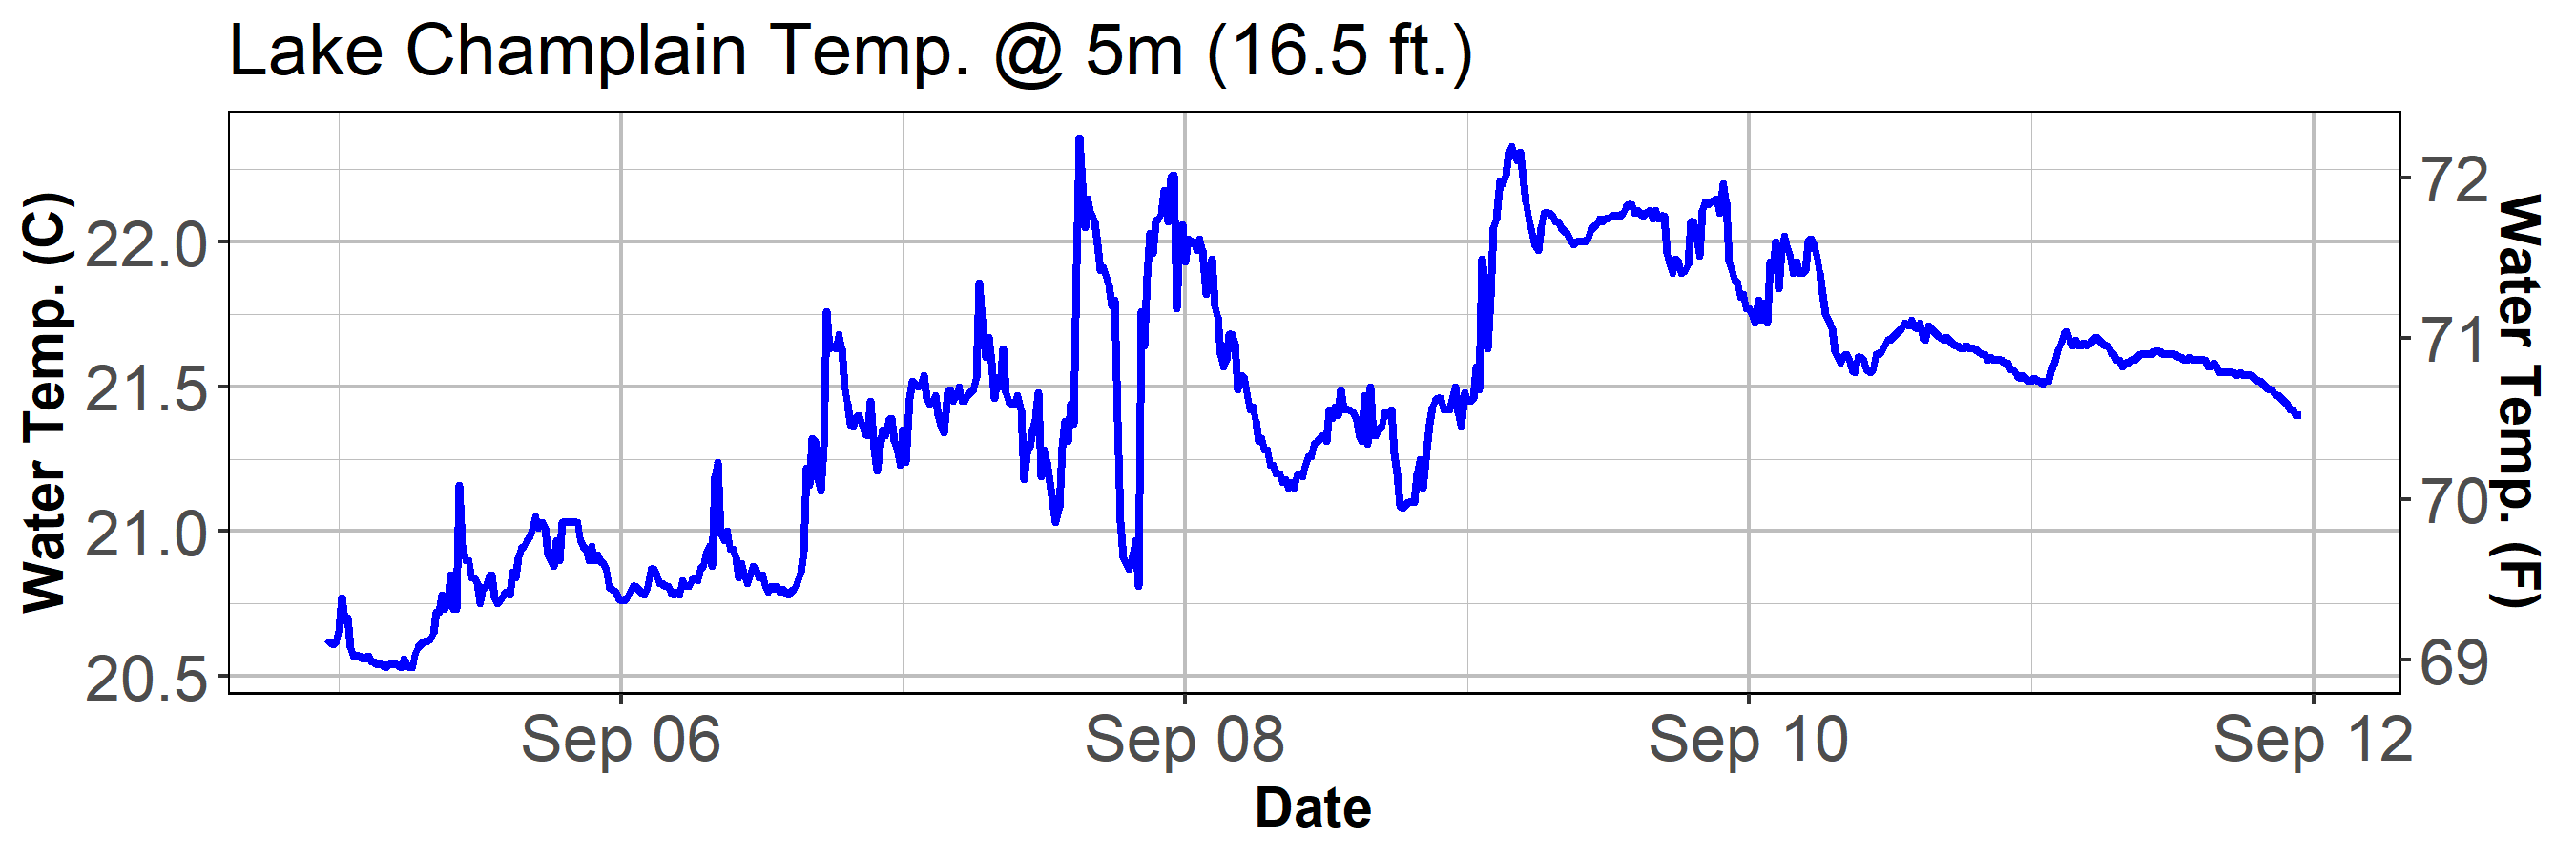 Lake Champlain Temp. @ 5m (16.5 ft.)
Water Temp. (C)
22.0
21.5
21.0
20.5
72
71
70
69
Water Temp. (F)
Sep 06 Sep 08 Sep 10 Sep 12
Date